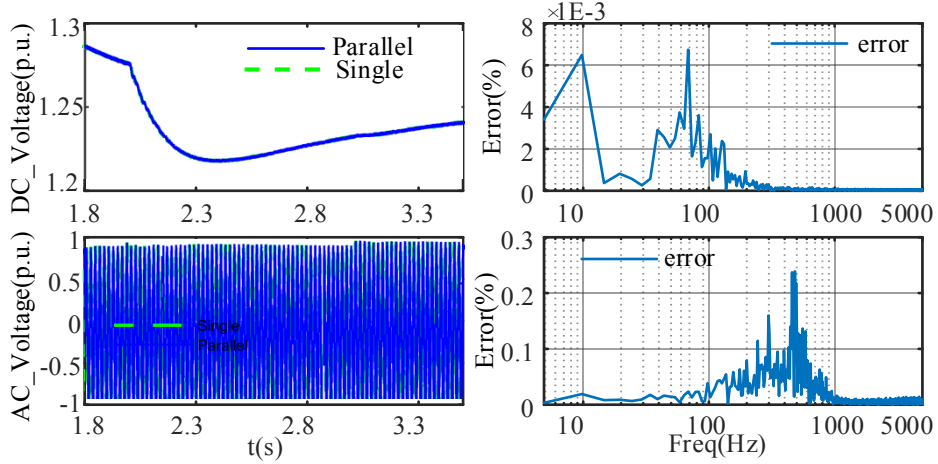 1.3
1.25
1.2
DC_Voltage(p.u.)
Parallel
Single
1.8 2.3 2.8 3.3
×1E-3
8
6
4
2
0
Error(%)
error
10 100 1000 5000
1
0.5
0
-0.5
-1
AC_Voltage(p.u.)
Single
Parallel
1.8 2.3 2.8 3.3
t(s)
0.3
0.2
0.1
0
Error(%)
error
10 100 1000 5000
Freq(Hz)